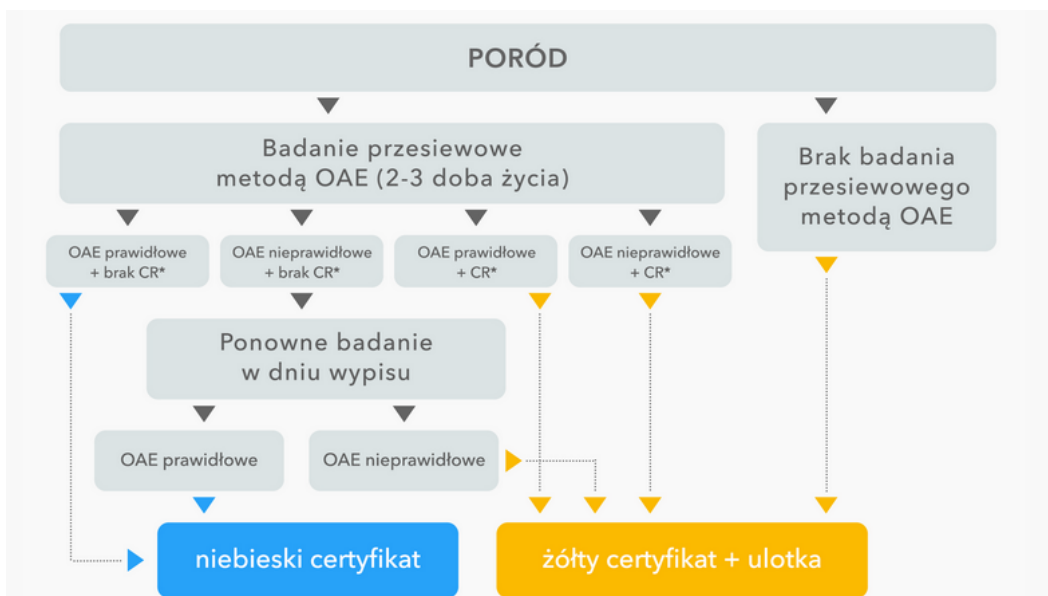 PORÓD
Badanie przesiewowe
metodą OAE (2-3 doba życia)
Brak badania
przesiewowego
metodą OAE
OAE prawidłowe
+ brak CR*
OAE nieprawidłowe
+ brak CR*
OAE prawidłowe
+ CR*
OAE nieprawidłowe
+ CR*
Ponowne badanie
w dniu wypisu
OAE prawidłowe
OAE nieprawidłowe
niebieski certyfikat
żółty certyfikat + ulotka